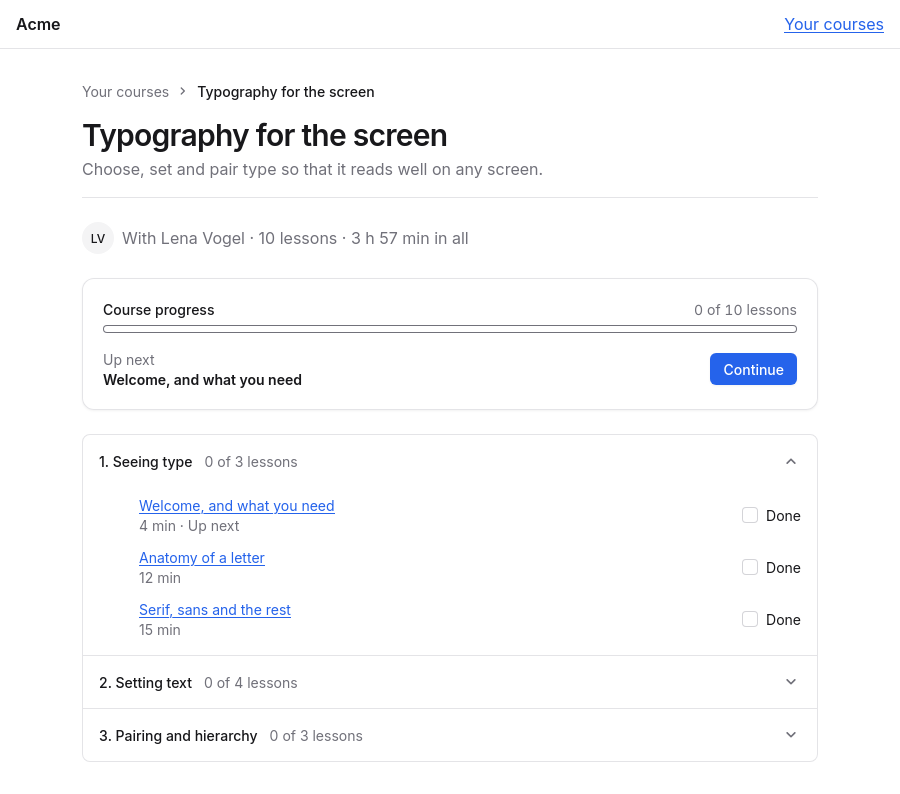 Acme
Your courses
Your courses
Typography for the screen
Typography for the screen
Choose, set and pair type so that it reads well on any screen.
LV
With Lena Vogel · 10 lessons · 3 h 57 min in all
Course progress
0 of 10 lessons
Up next
Welcome, and what you need
Continue
1. Seeing type 0 of 3 lessons
Welcome, and what you need
4 min · Up next
Done
Anatomy of a letter
12 min
Done
Serif, sans and the rest
15 min
Done
2. Setting text 0 of 4 lessons
3. Pairing and hierarchy 0 of 3 lessons